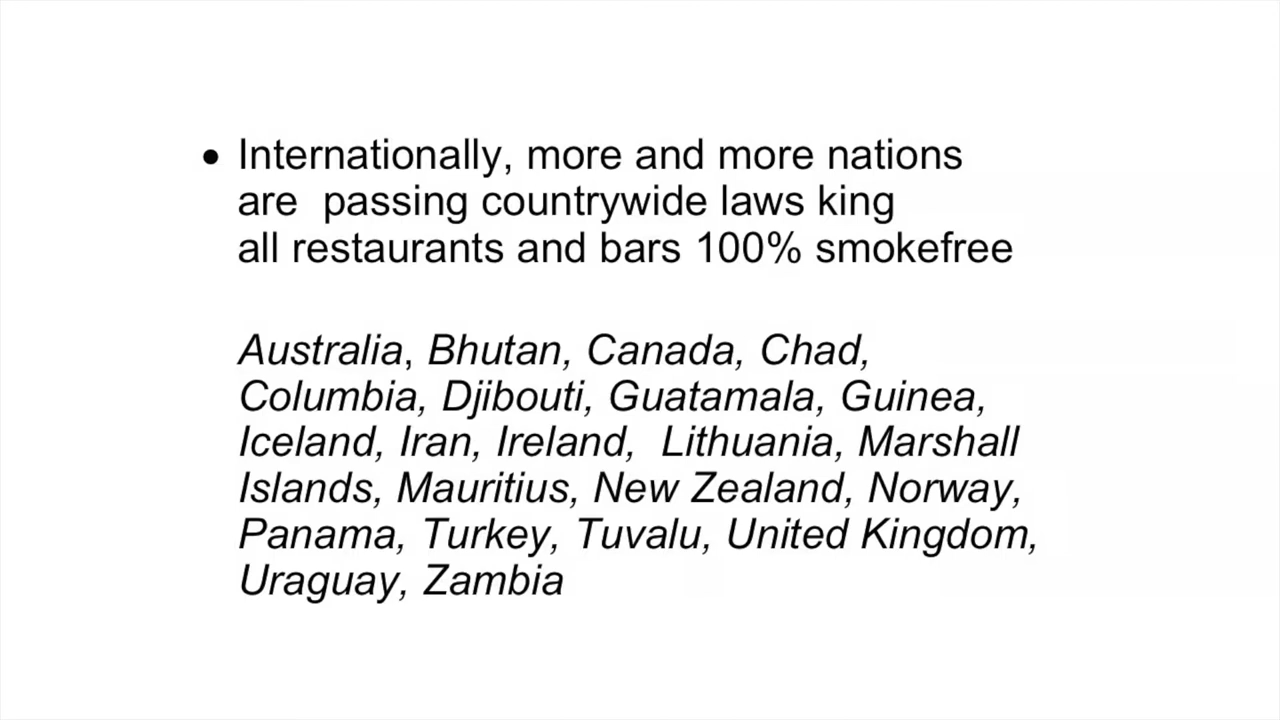 • Internationally, more and more nations
are  passing countrywide laws king
all restaurants and bars 100% smokefree
Australia, Bhutan, Canada, Chad,
Columbia, Djibouti, Guatamala, Guinea,
Iceland, Iran, Ireland,  Lithuania, Marshall
Islands, Mauritius, New Zealand, Norway,
Panama, Turkey, Tuvalu, United Kingdom,
Uraguay, Zambia